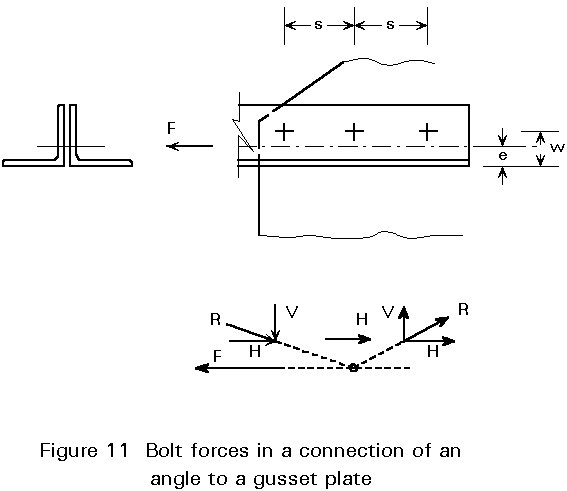 s s
F
e
w
V
V
R
R
H
H
H
F
Figure 11 Bolt forces in a connection of an
angle to a gusset plate